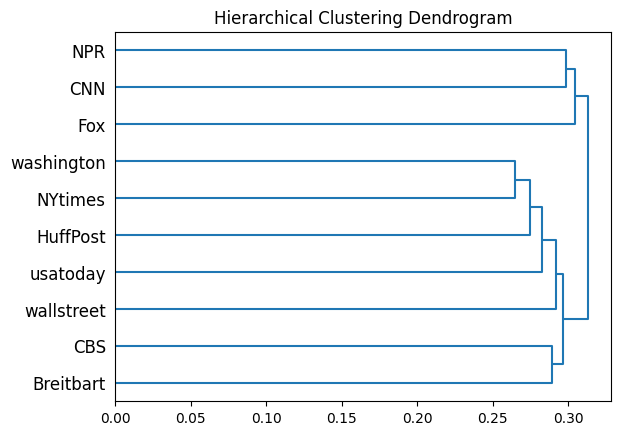 Hierarchical Clustering Dendrogram
NPR
CNN
Fox
washington
NYtimes
HuffPost
usatoday
wallstreet
CBS
Breitbart
0.00 0.05 0.10 0.15 0.20 0.25 0.30